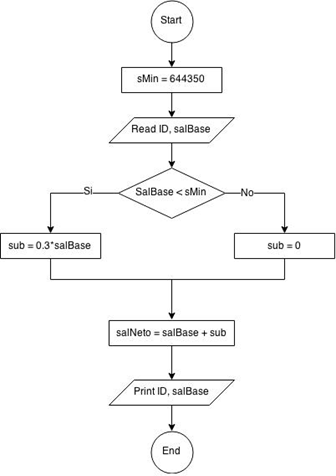 Start
sMin = 644350
Read ID, salBase
SalBase < sMin
Si
No
sub = 0.3*salBase
sub = 0
salNeto = salBase + sub
Print ID, salBase
End